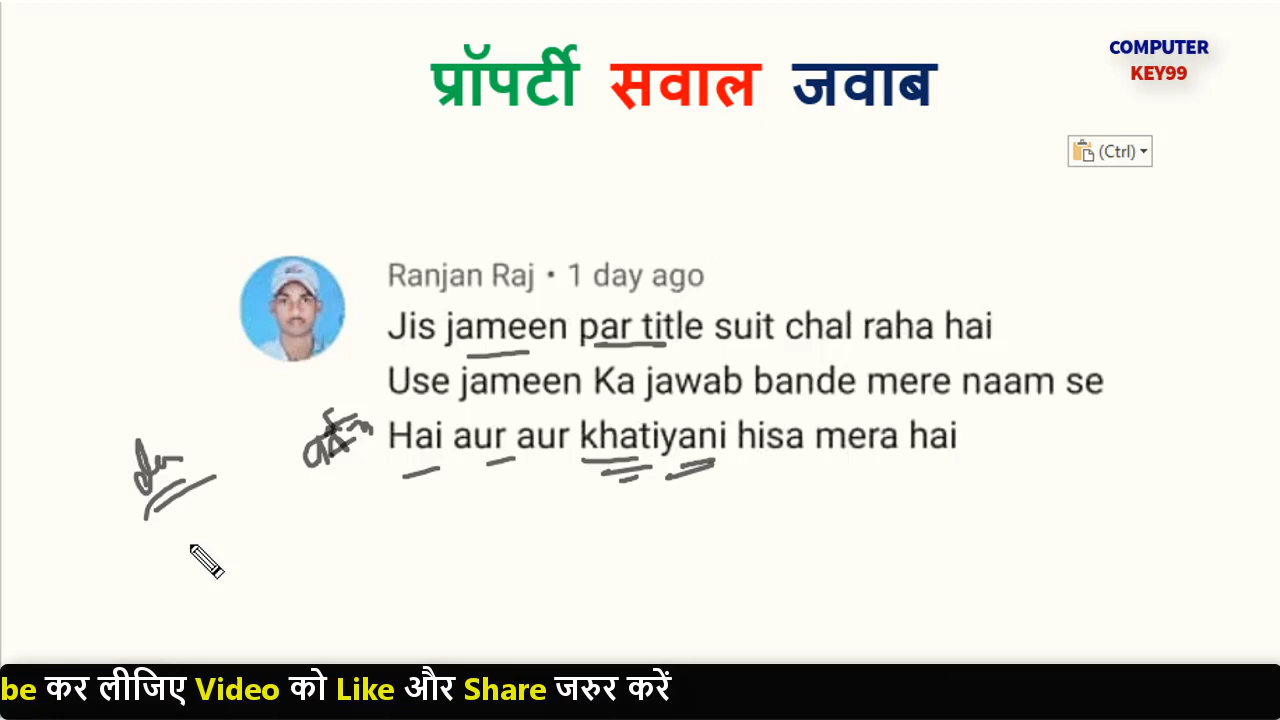 प्रॉपर्टी सवाल जवाब
COMPUTER
KEY99
(Ctrl)
Ranjan Raj • 1 day ago
Jis jameen par title suit chal raha hai
Use jameen Ka jawab bande mere naam se
Hai aur aur khatiyani hisa mera hai
be कर लीजिए Video को Like और Share जरुर करें